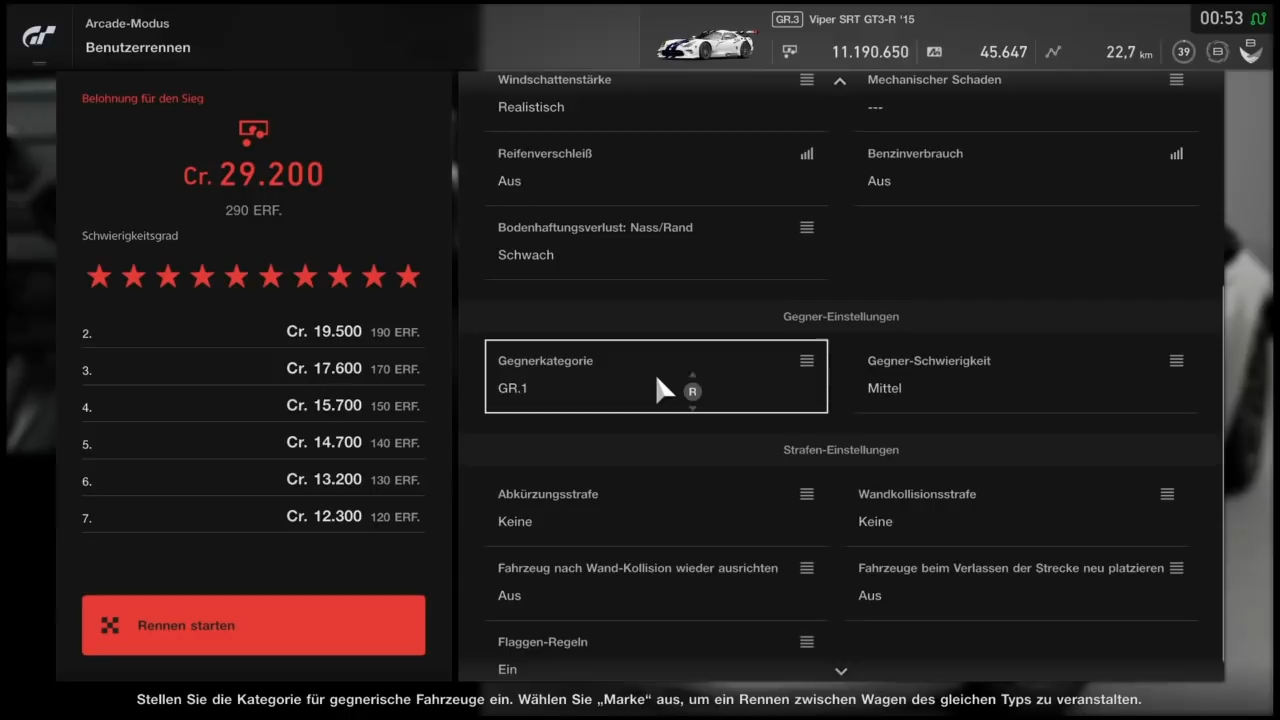 Arcade-Modus
Benutzerrennen
GR.3 Viper SRT GT3-R '15
11.190.650 45.647 22,7 km 39 B B
00:53
Belohnung für den Sieg
Cr. 29.200
290 ERF.
Schwierigkeitsgrad
2. Cr. 19.500 190 ERF.
3. Cr. 17.600 170 ERF.
4. Cr. 15.700 150 ERF.
5. Cr. 14.700 140 ERF.
6. Cr. 13.200 130 ERF.
7. Cr. 12.300 120 ERF.
Rennen starten
Windschattenstärke
Realistisch
Mechanischer Schaden
---
Reifenverschleiß
Aus
Benzinverbrauch
Aus
Bodenhaftungsverlust: Nass/Rand
Schwach
Gegner-Einstellungen
Gegnerkategorie
GR.1
R
Gegner-Schwierigkeit
Mittel
Strafen-Einstellungen
Abkürzungsstrafe
Keine
Wandkollisionsstrafe
Keine
Fahrzeug nach Wand-Kollision wieder ausrichten
Aus
Fahrzeuge beim Verlassen der Strecke neu platzieren
Aus
Flaggen-Regeln
Ein
Stellen Sie die Kategorie für gegnerische Fahrzeuge ein. Wählen Sie „Marke“ aus, um ein Rennen zwischen Wagen des gleichen Typs zu veranstalten.